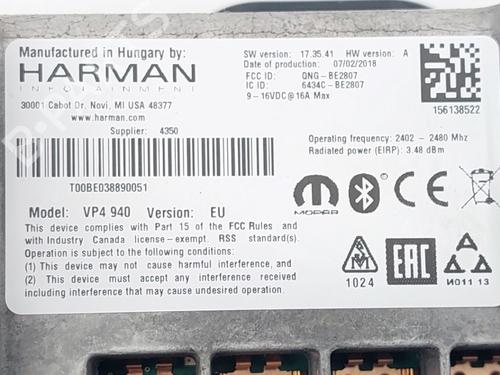 Manufactured in Hungary by:
HARMAN
INFOTAINMENT
30001 Cabot Dr. Novi, MI USA 48377
www.harman.com
Supplier: 4350
T00BE038890051
Model: VP4 940 Version: EU
This device complies with Part 15 of the FCC Rules and
with Industry Canada license-exempt. RSS standard(s).
Operation is subject to the following conditions:
(1) This device may not cause harmful interference, and
(2) This device must accept any interference received
including interference that may cause undesired operation.
SW version: 17.35.41 HW version: A
Date of production: 07/02/2018
FCC ID: QNG-BE2807
IC ID: 6434C-BE2807
9-16VDC@16A Max
156138522
Operating frequency: 2402 - 2480 Mhz
Radiated power (EIRP): 3.48 dBm
MOPAR
1024
EAC
И011 13